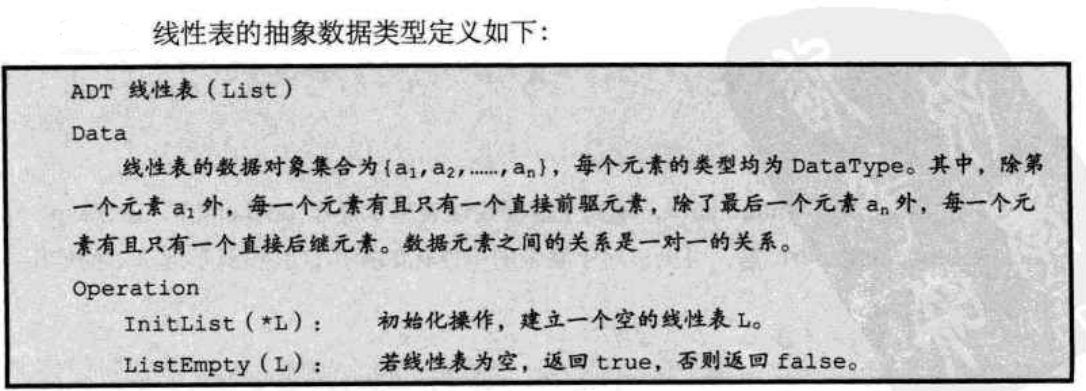 线性表的抽象数据类型定义如下:
ADT 线性表(List)
Data
线性表的数据对象集合为{a₁,a₂,……,aₙ},每个元素的类型均为 DataType。其中,除第
一个元素 a₁ 外,每一个元素有且只有一个直接前驱元素,除了最后一个元素 aₙ 外,每一个元
素有且只有一个直接后继元素。数据元素之间的关系是一对一的关系。
Operation
InitList(*L): 初始化操作,建立一个空的线性表 L。
ListEmpty(L): 若线性表为空,返回 true,否则返回 false。